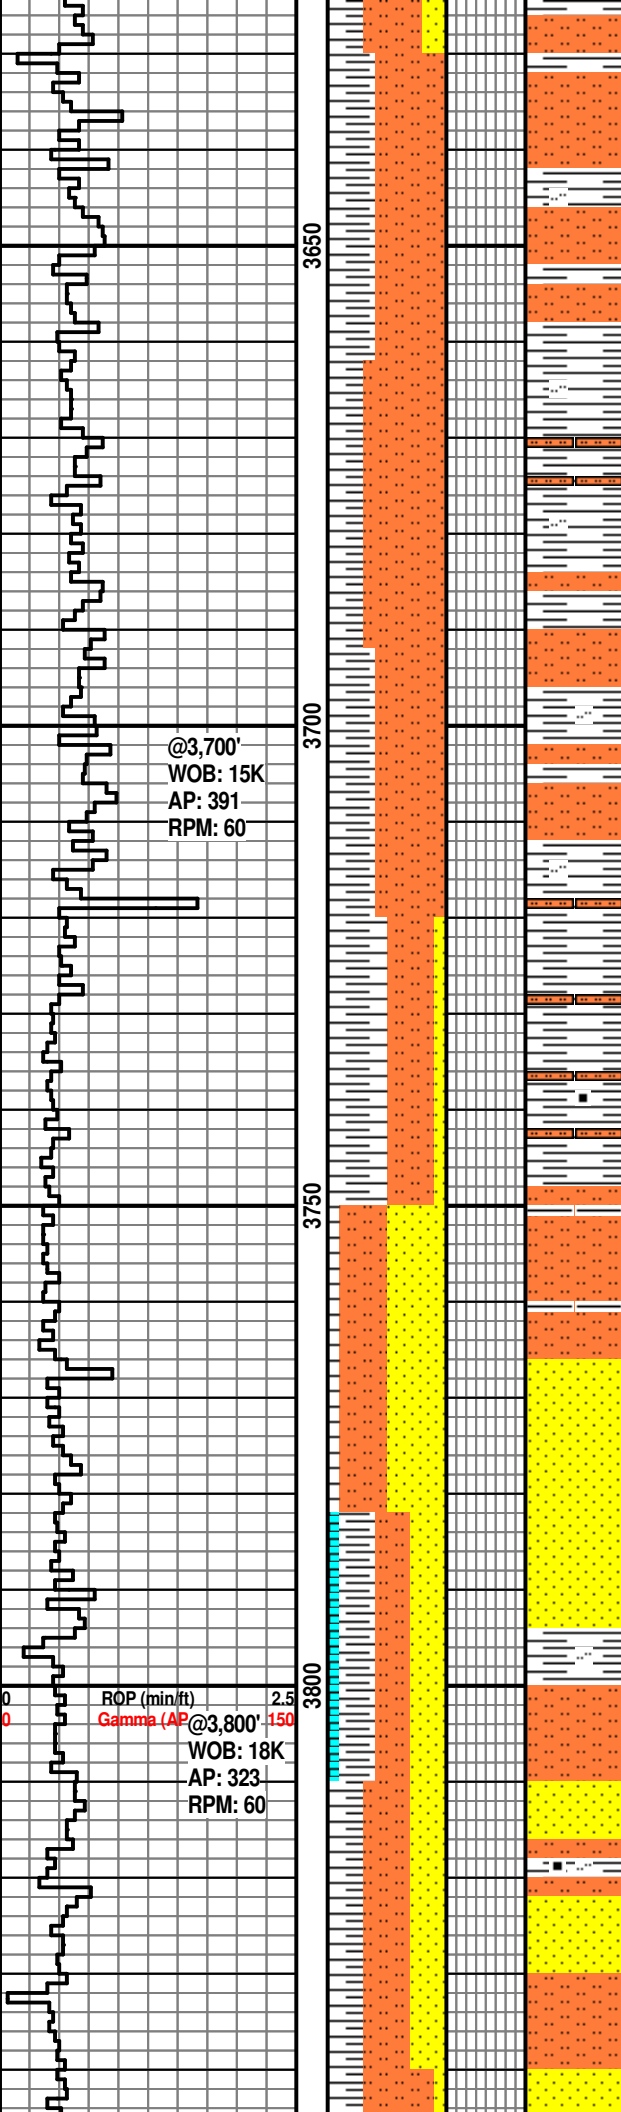 3650
3700
@3,700'
WOB: 15K
AP: 391
RPM: 60
3750
3800
0 ROP (min/ft) 2.5
0 Gamma (AP 150
@3,800'
WOB: 18K
AP: 323
RPM: 60